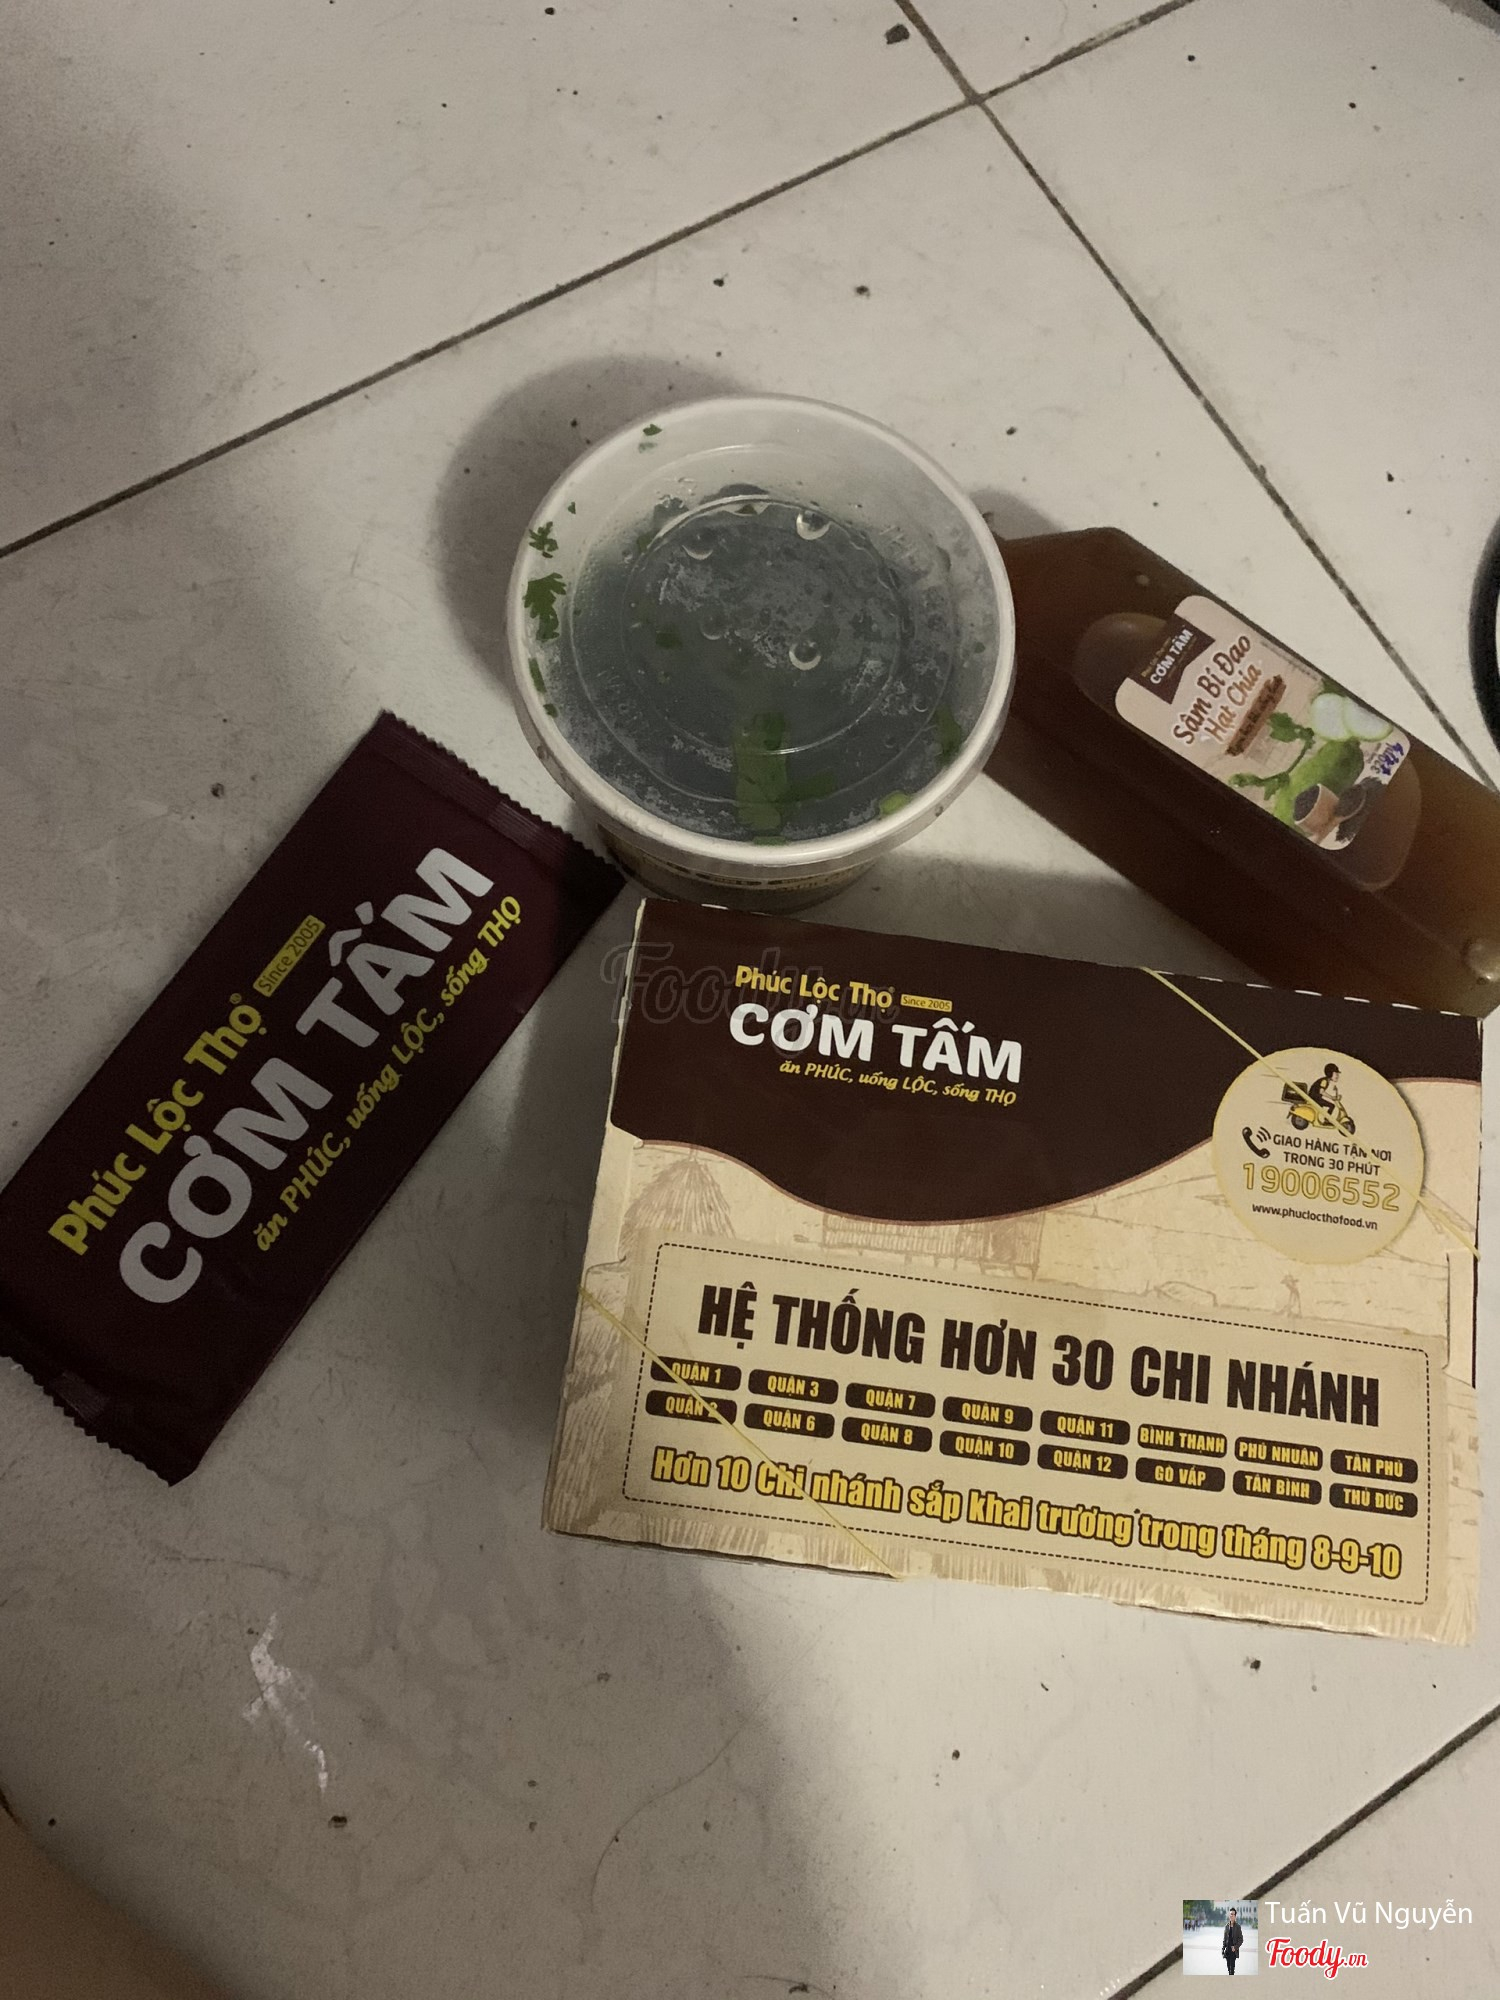 Phúc Lộc Thọ® Since 2005
CƠM TẤM
ăn PHÚC, uống LỘC, sống THỌ
CƠM TẤM
Sâm Bí Đao
Hạt Chia
Phúc Lộc Thọ Since 2005
CƠM TẤM
ăn PHÚC, uống LỘC, sống THỌ
GIAO HÀNG TẬN NƠI
TRONG 30 PHÚT
19006552
www.phuclocthofood.vn
HỆ THỐNG HƠN 30 CHI NHÁNH
QUẬN 1 QUẬN 3 QUẬN 7 QUẬN 9 QUẬN 11 BÌNH THẠNH PHÚ NHUẬN TÂN PHÚ
QUẬN 2 QUẬN 6 QUẬN 8 QUẬN 10 QUẬN 12 GÒ VẤP TÂN BÌNH THỦ ĐỨC
Hơn 10 Chi nhánh sắp khai trương trong tháng 8-9-10
Foody.vn
Tuấn Vũ Nguyễn
Foody.vn